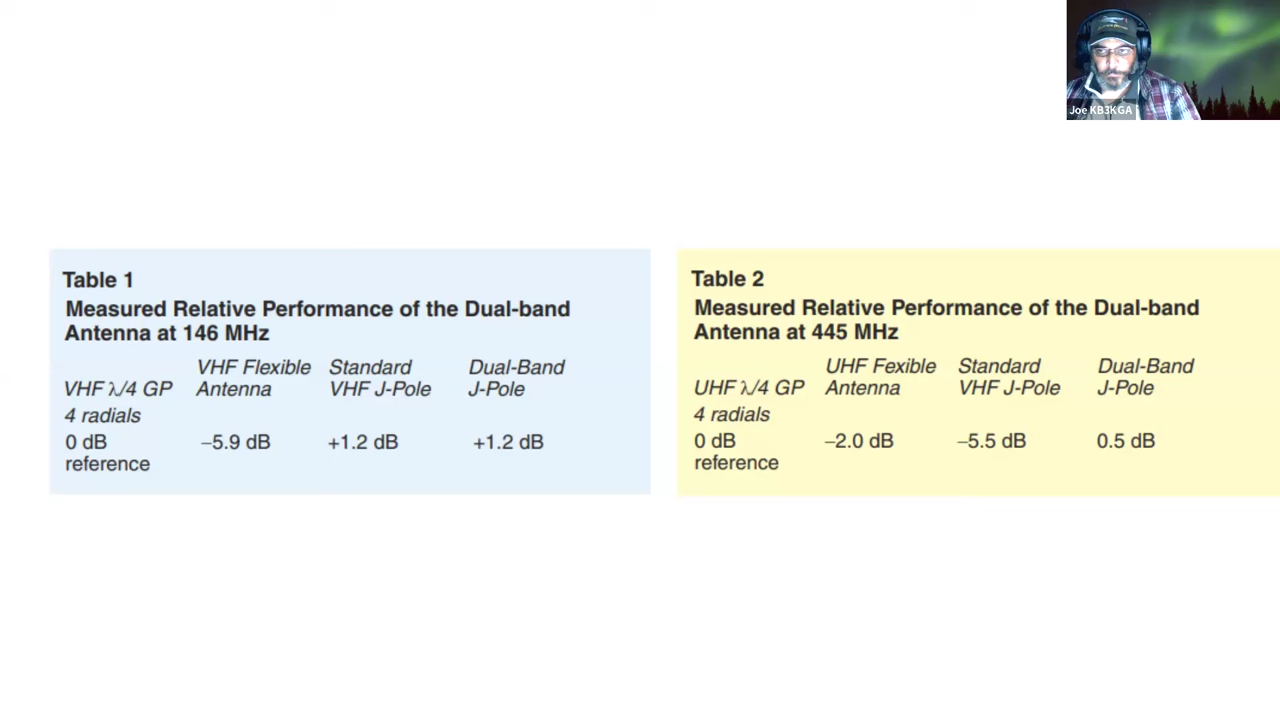 Joe KB3KGA
Table 1
Measured Relative Performance of the Dual-band
Antenna at 146 MHz
VHF Flexible Standard Dual-Band
VHF λ/4 GP Antenna VHF J-Pole J-Pole
4 radials
0 dB –5.9 dB +1.2 dB +1.2 dB
reference
Table 2
Measured Relative Performance of the Dual-band
Antenna at 445 MHz
UHF Fexible Standard Dual-Band
UHF λ/4 GP Antenna VHF J-Pole J-Pole
4 radials
0 dB –2.0 dB –5.5 dB 0.5 dB
reference